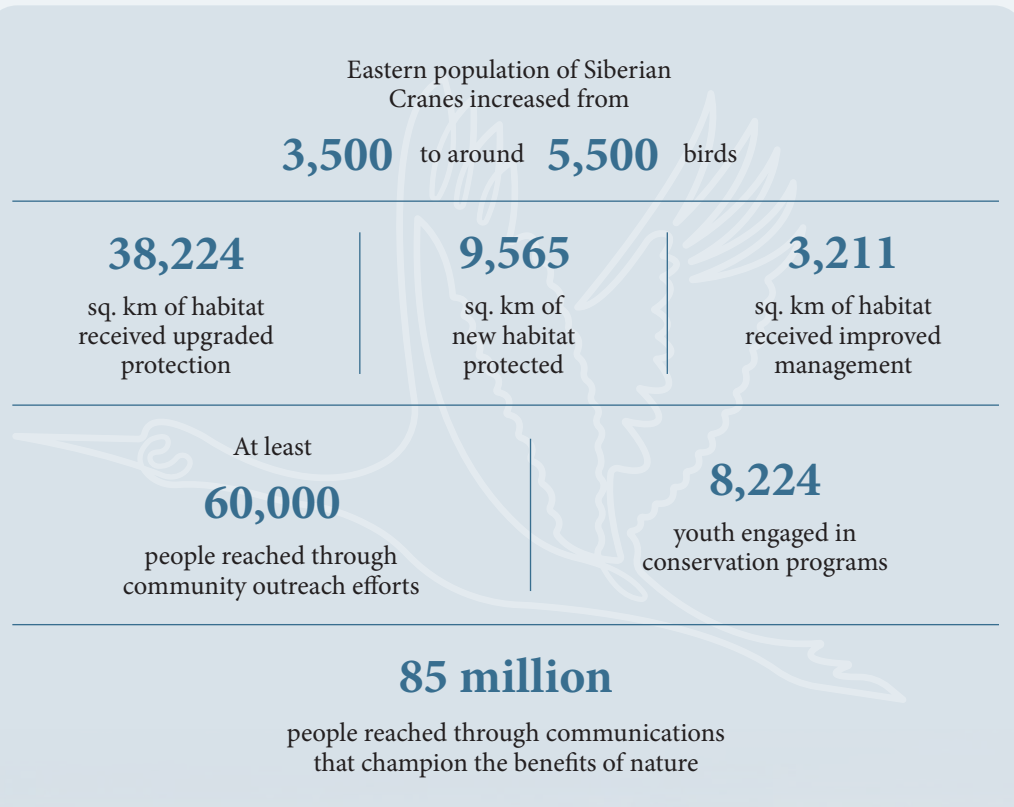 Eastern population of Siberian
Cranes increased from
3,500 to around 5,500 birds
38,224
sq. km of habitat
received upgraded
protection
9,565
sq. km of
new habitat
protected
3,211
sq. km of habitat
received improved
management
At least
60,000
people reached through
community outreach efforts
8,224
youth engaged in
conservation programs
85 million
people reached through communications
that champion the benefits of nature